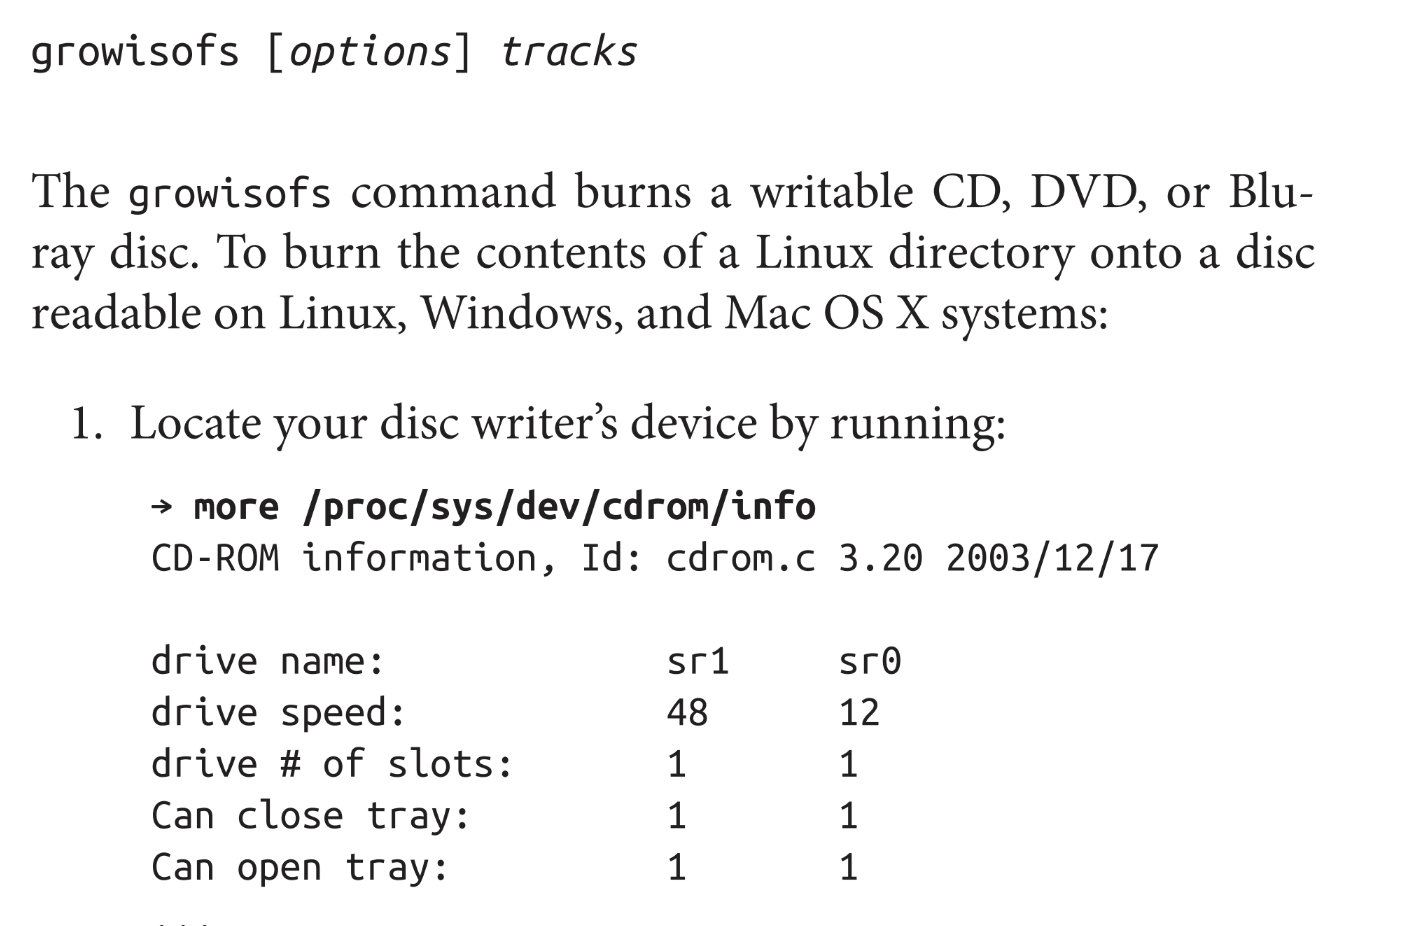 growisofs [options] tracks
The growisofs command burns a writable CD, DVD, or Blu-
ray disc. To burn the contents of a Linux directory onto a disc
readable on Linux, Windows, and Mac OS X systems:
1. Locate your disc writer’s device by running:
→ more /proc/sys/dev/cdrom/info
CD-ROM information, Id: cdrom.c 3.20 2003/12/17
drive name: sr1 sr0
drive speed: 48 12
drive # of slots: 1 1
Can close tray: 1 1
Can open tray: 1 1